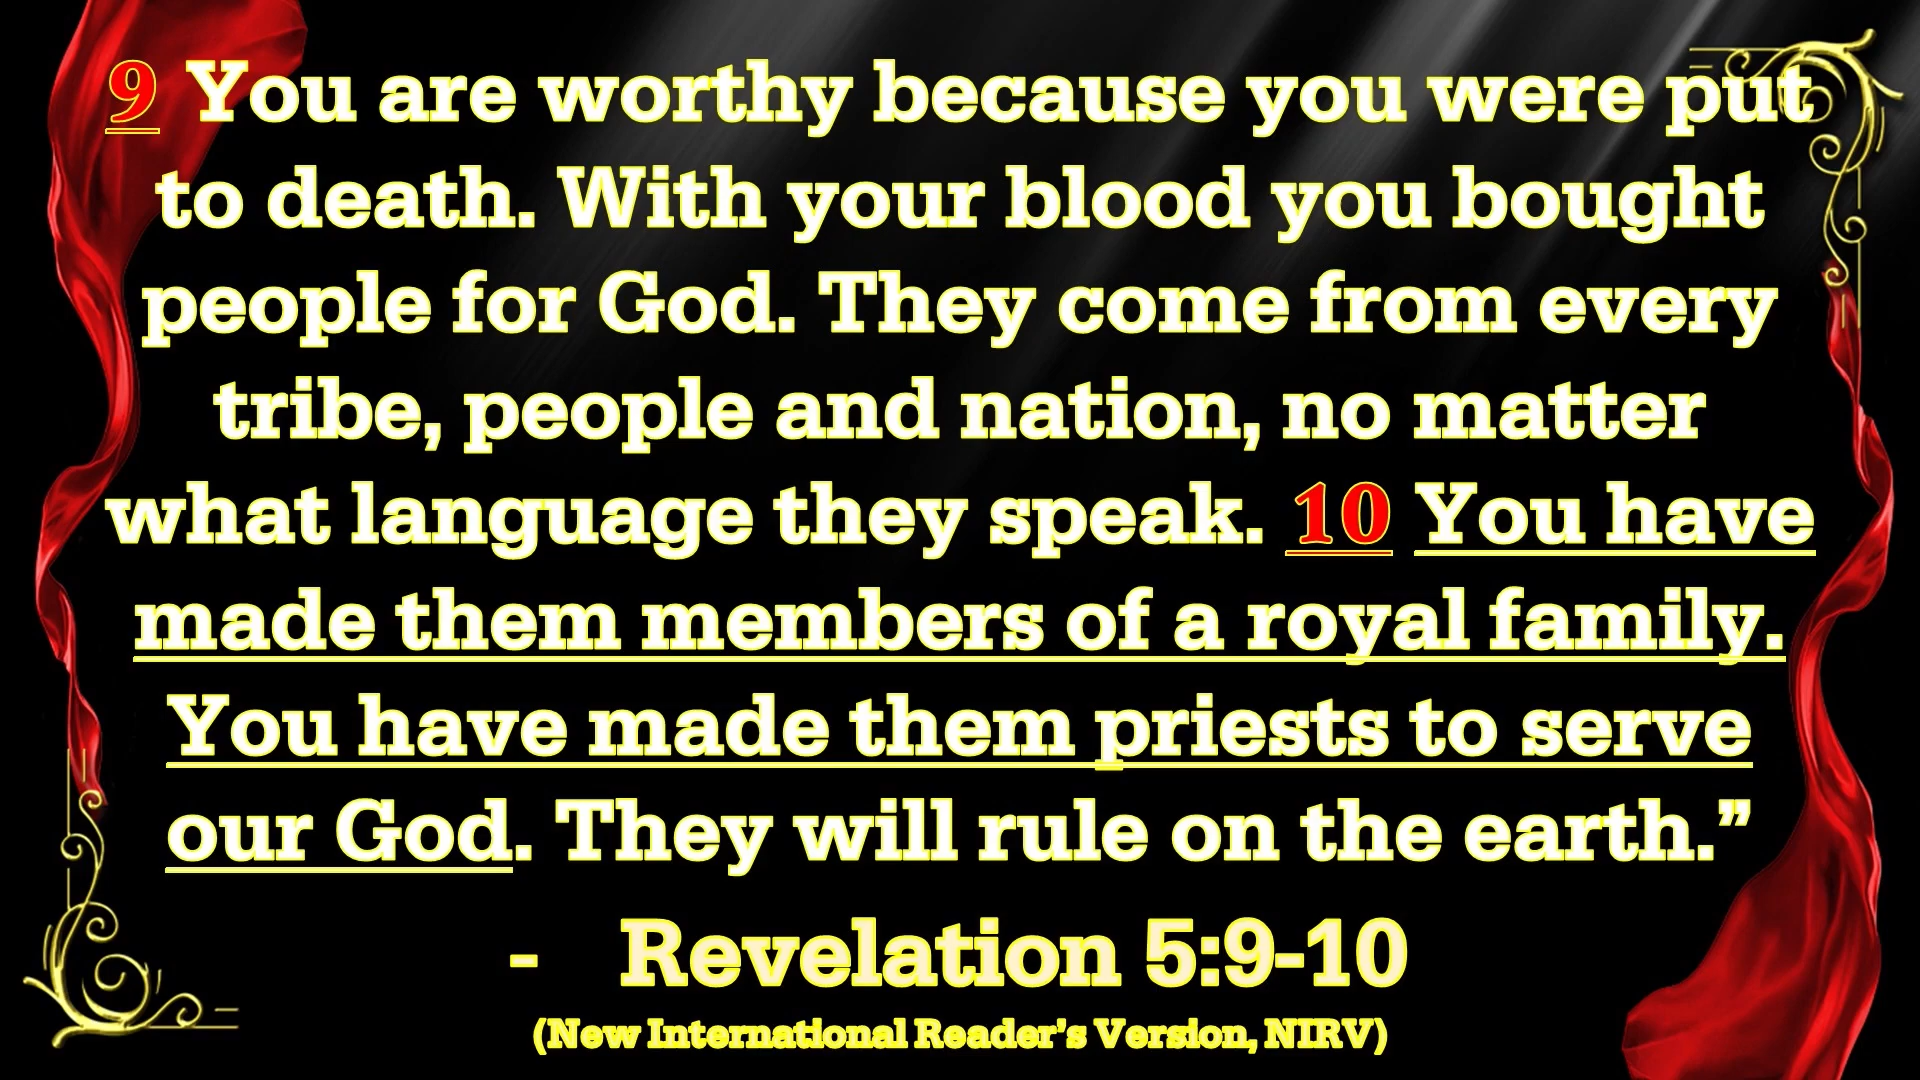 9 You are worthy because you were put
to death. With your blood you bought
people for God. They come from every
tribe, people and nation, no matter
what language they speak. 10 You have
made them members of a royal family.
You have made them priests to serve
our God. They will rule on the earth.”
- Revelation 5:9-10
(New International Reader’s Version, NIRV)